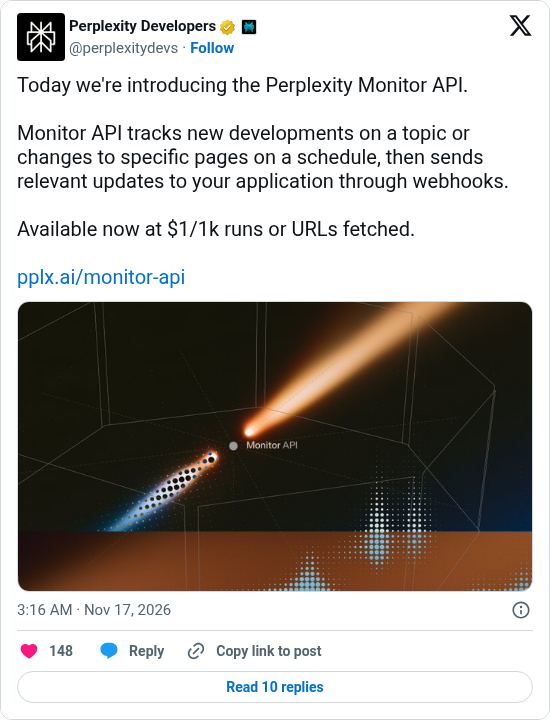 Perplexity Developers
@perplexitydevs · Follow
Today we're introducing the Perplexity Monitor API.
Monitor API tracks new developments on a topic or
changes to specific pages on a schedule, then sends
relevant updates to your application through webhooks.
Available now at $1/1k runs or URLs fetched.
pplx.ai/monitor-api
Monitor API
3:16 AM · Nov 17, 2026
148 Reply Copy link to post
Read 10 replies